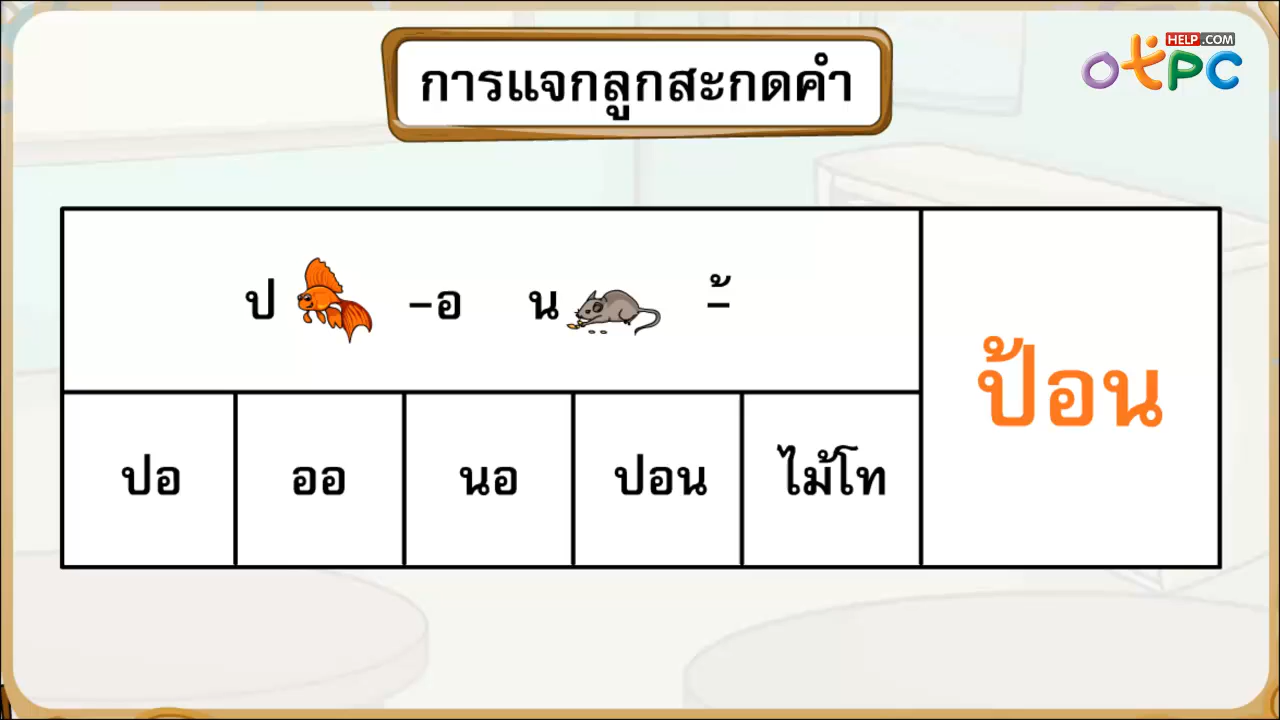 การแจกลูกสะกดคำ
HELP .COM
OTPC
ป -อ น -้
ป้อน
ปอ ออ นอ ปอน ไม้โท